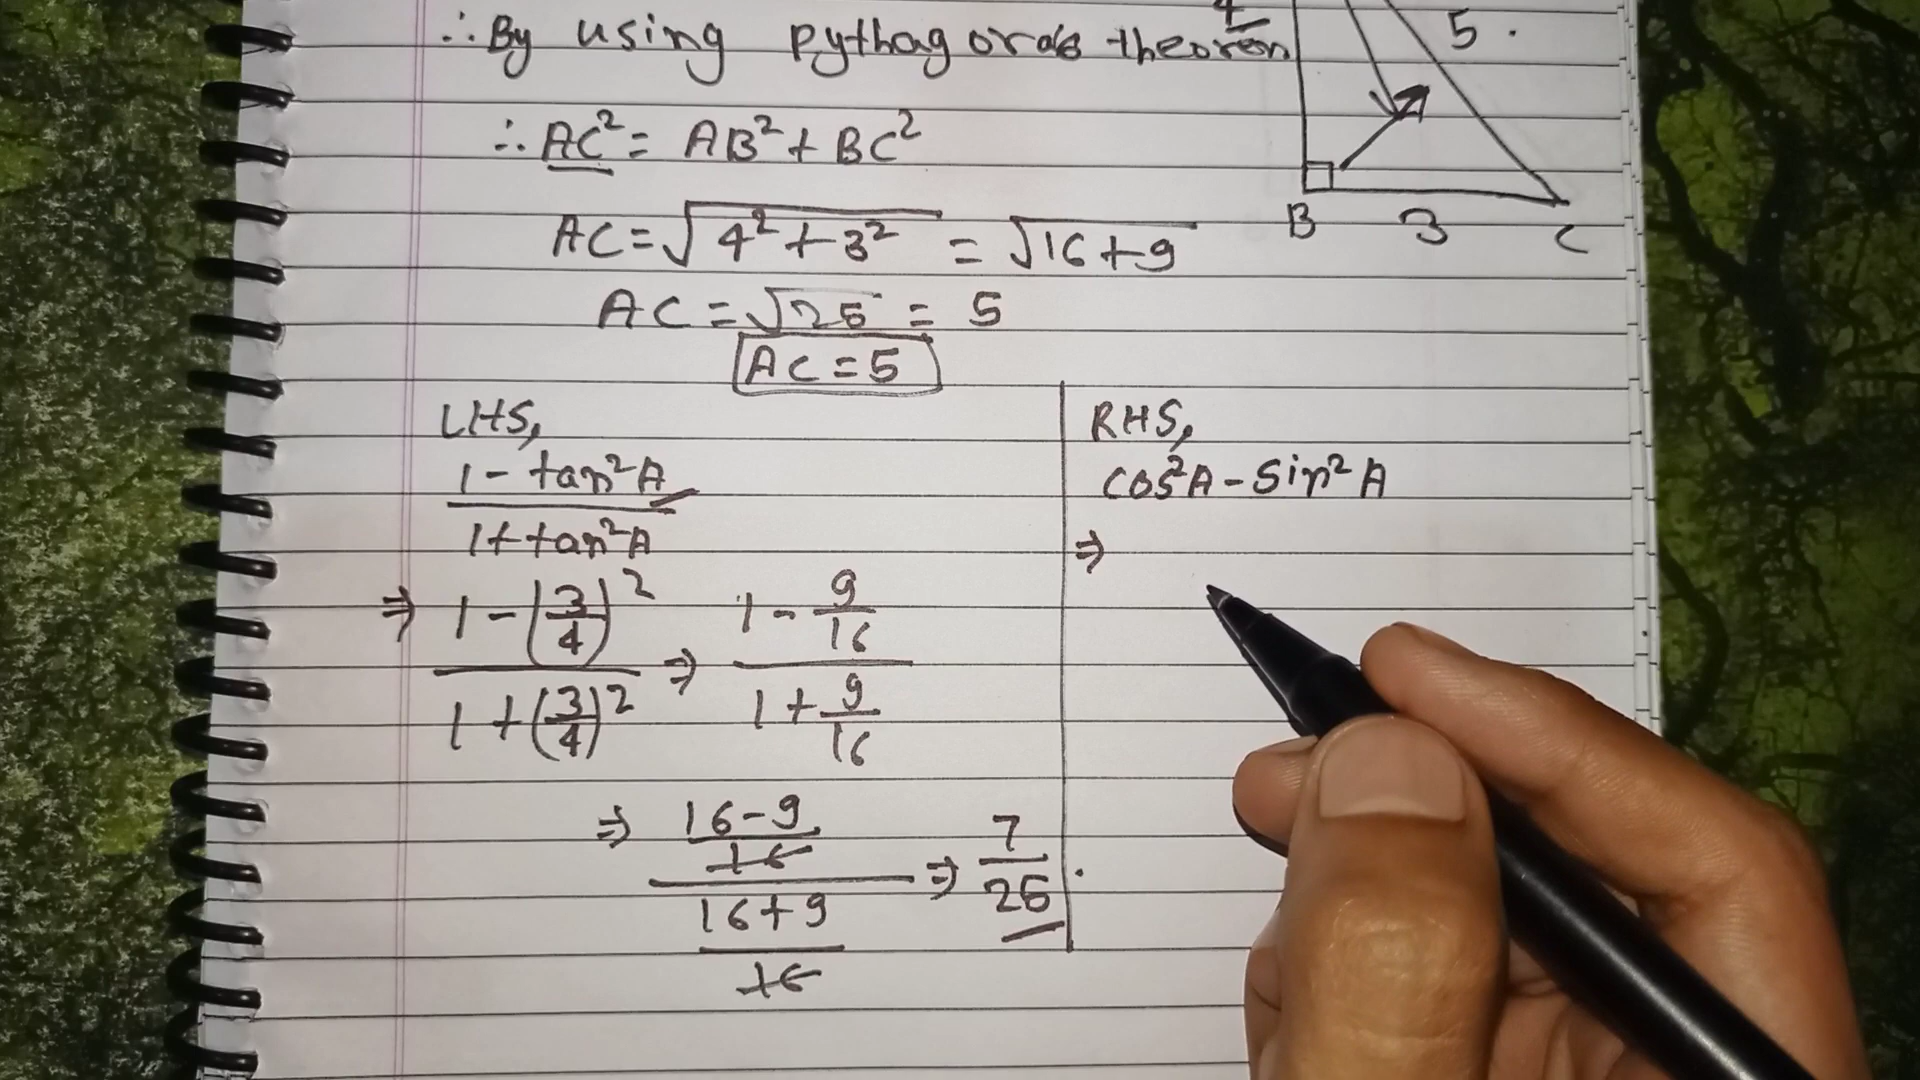 ∴ By using pythagoras theorem
4
5 .
∴ AC² = AB² + BC²
AC = √4² + 3² = √16 + 9
B 3 C
AC = √25 = 5
AC = 5
LHS,
1 - tan²A
1 + tan²A
⇒ 1 - (3/4)² ⇒ 1 - 9/16
1 + (3/4)² 1 + 9/16
⇒ 16 - 9 ⇒ 7/25 .
16
16 + 9
16
RHS,
cos²A - Sin²A
⇒